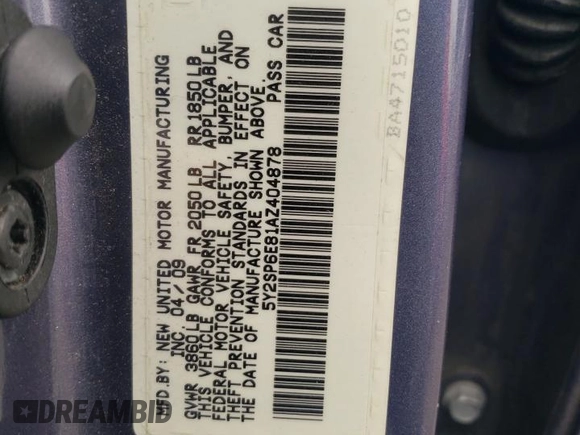 MFD.BY: NEW UNITED MOTOR MANUFACTURING
INC. 04/09
GVWR 3860LB GAWR FR 2050LB RR 1850LB
THIS VEHICLE CONFORMS TO ALL APPLICABLE
FEDERAL MOTOR VEHICLE SAFETY, BUMPER, AND
THEFT PREVENTION STANDARDS IN EFFECT ON
THE DATE OF MANUFACTURE SHOWN ABOVE.
5Y2SP6E81AZ404878 PASS CAR
BA4715010
DREAMBID